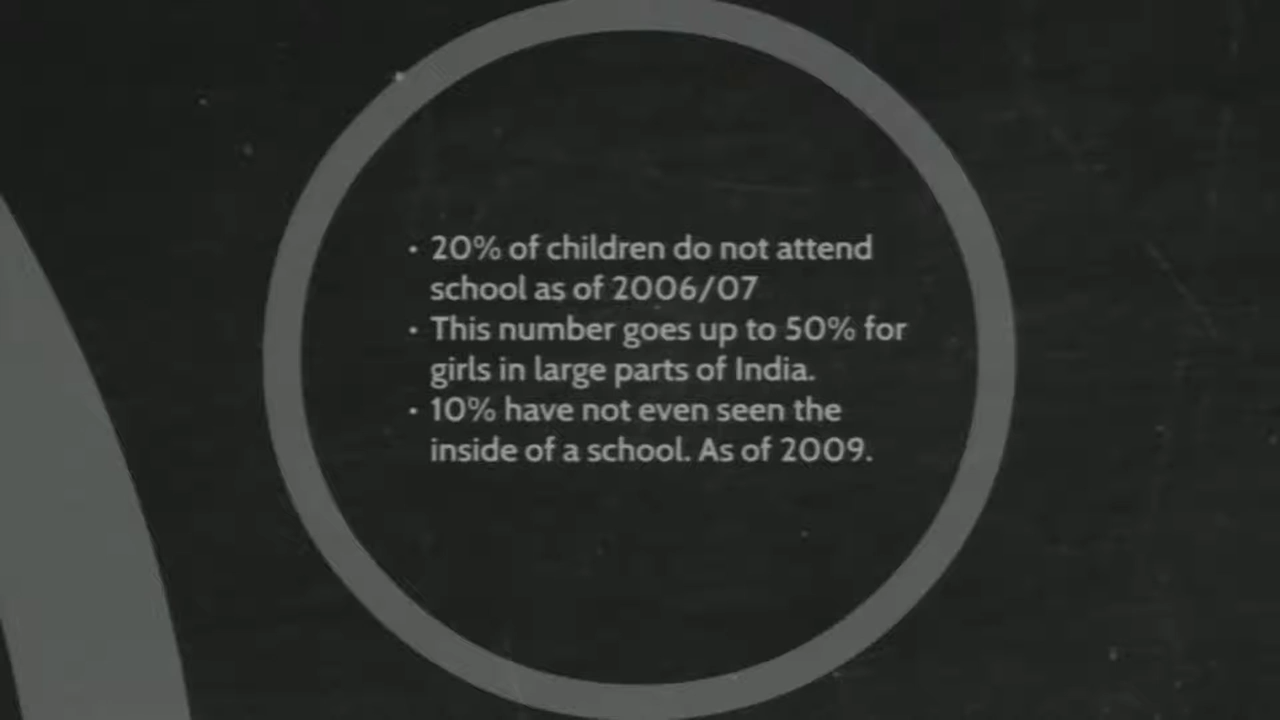 • 20% of children do not attend
school as of 2006/07
• This number goes up to 50% for
girls in large parts of India.
• 10% have not even seen the
inside of a school. As of 2009.